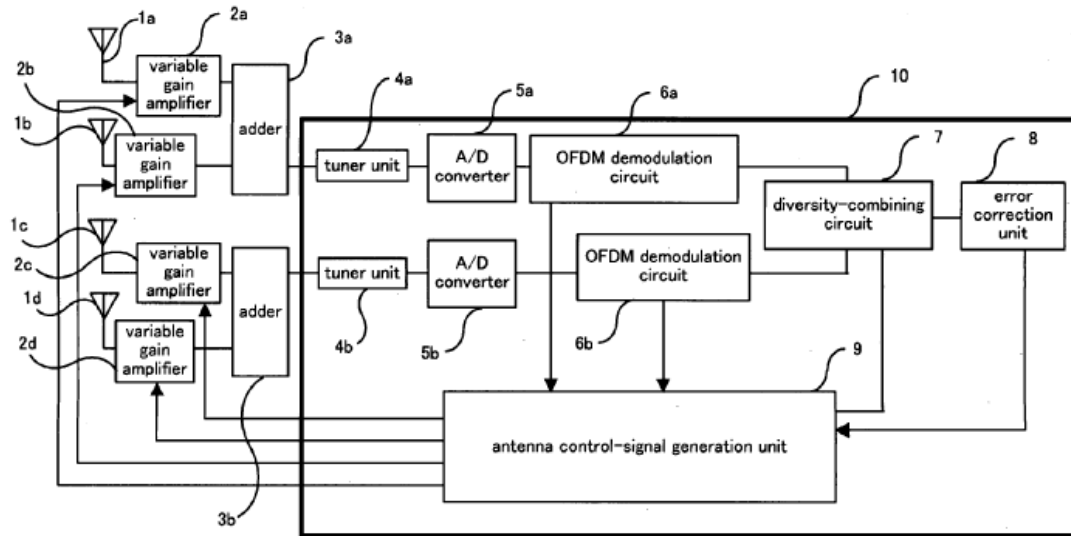 1a
2a
3a
2b
variable
gain
amplifier
4a
5a
6a
10
1b
variable
gain
amplifier
adder
tuner unit
A/D
converter
OFDM demodulation
circuit
7
8
diversity-combining
circuit
error
correction
unit
1c
2c
variable
gain
amplifier
1d
adder
tuner unit
A/D
converter
OFDM demodulation
circuit
2d
variable
gain
amplifier
4b
5b
6b
9
antenna control-signal generation unit
3b